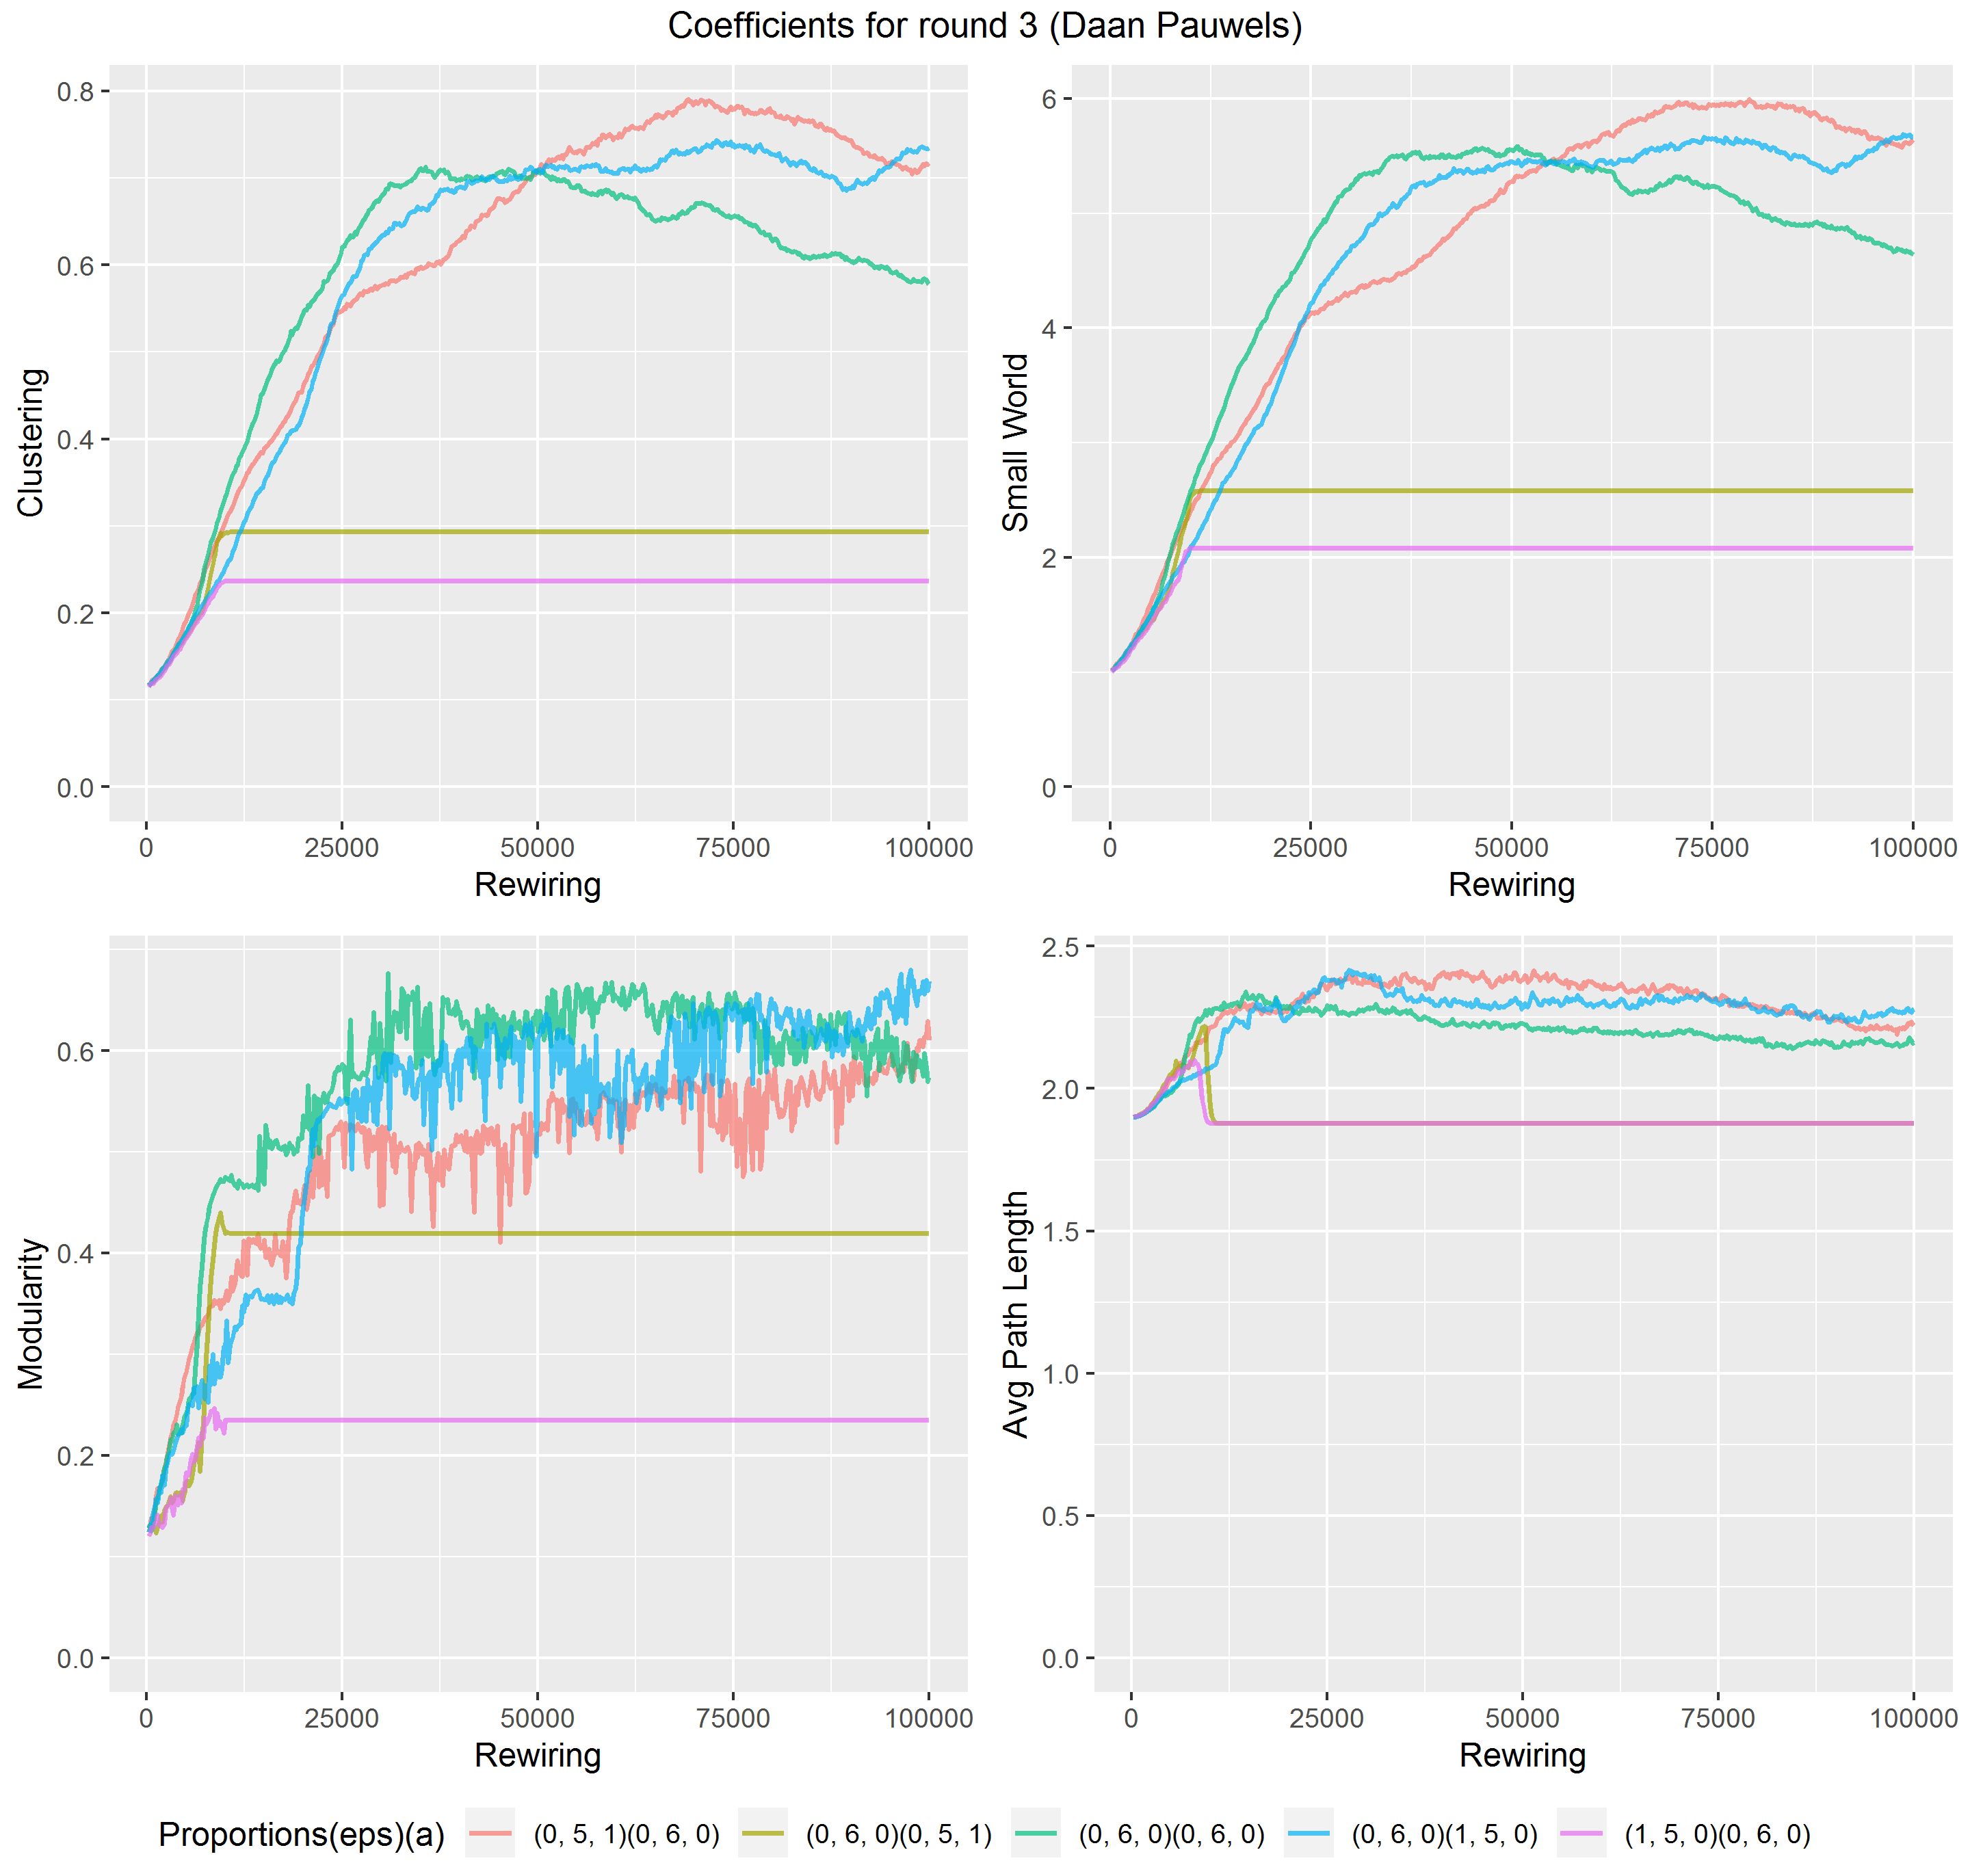 Coefficients for round 3 (Daan Pauwels)
Clustering
0.8
0.6
0.4
0.2
0.0
0 25000 50000 75000 100000
Rewiring
Small World
6
4
2
0
0 25000 50000 75000 100000
Rewiring
Modularity
0.6
0.4
0.2
0.0
0 25000 50000 75000 100000
Rewiring
Avg Path Length
2.5
2.0
1.5
1.0
0.5
0.0
0 25000 50000 75000 100000
Rewiring
Proportions(eps)(a) (0, 5, 1)(0, 6, 0) (0, 6, 0)(0, 5, 1) (0, 6, 0)(0, 6, 0) (0, 6, 0)(1, 5, 0) (1, 5, 0)(0, 6, 0)